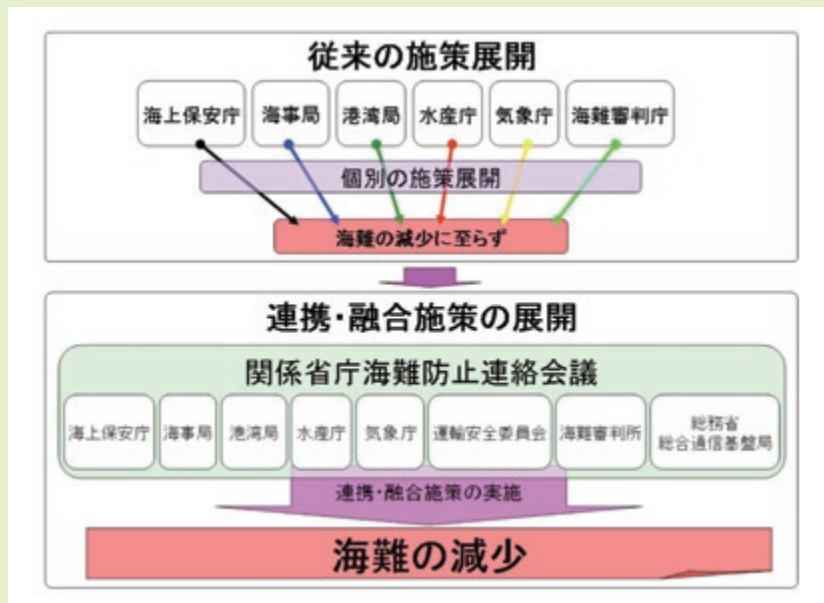 従来の施策展開
海上保安庁 海事局 港湾局 水産庁 気象庁 海難審判庁
個別の施策展開
海難の減少に至らず
連携・融合施策の展開
関係省庁海難防止連絡会議
海上保安庁 海事局 港湾局 水産庁 気象庁 運輸安全委員会 海難審判所 総務省
総合通信基盤局
連携・融合施策の実施
海難の減少